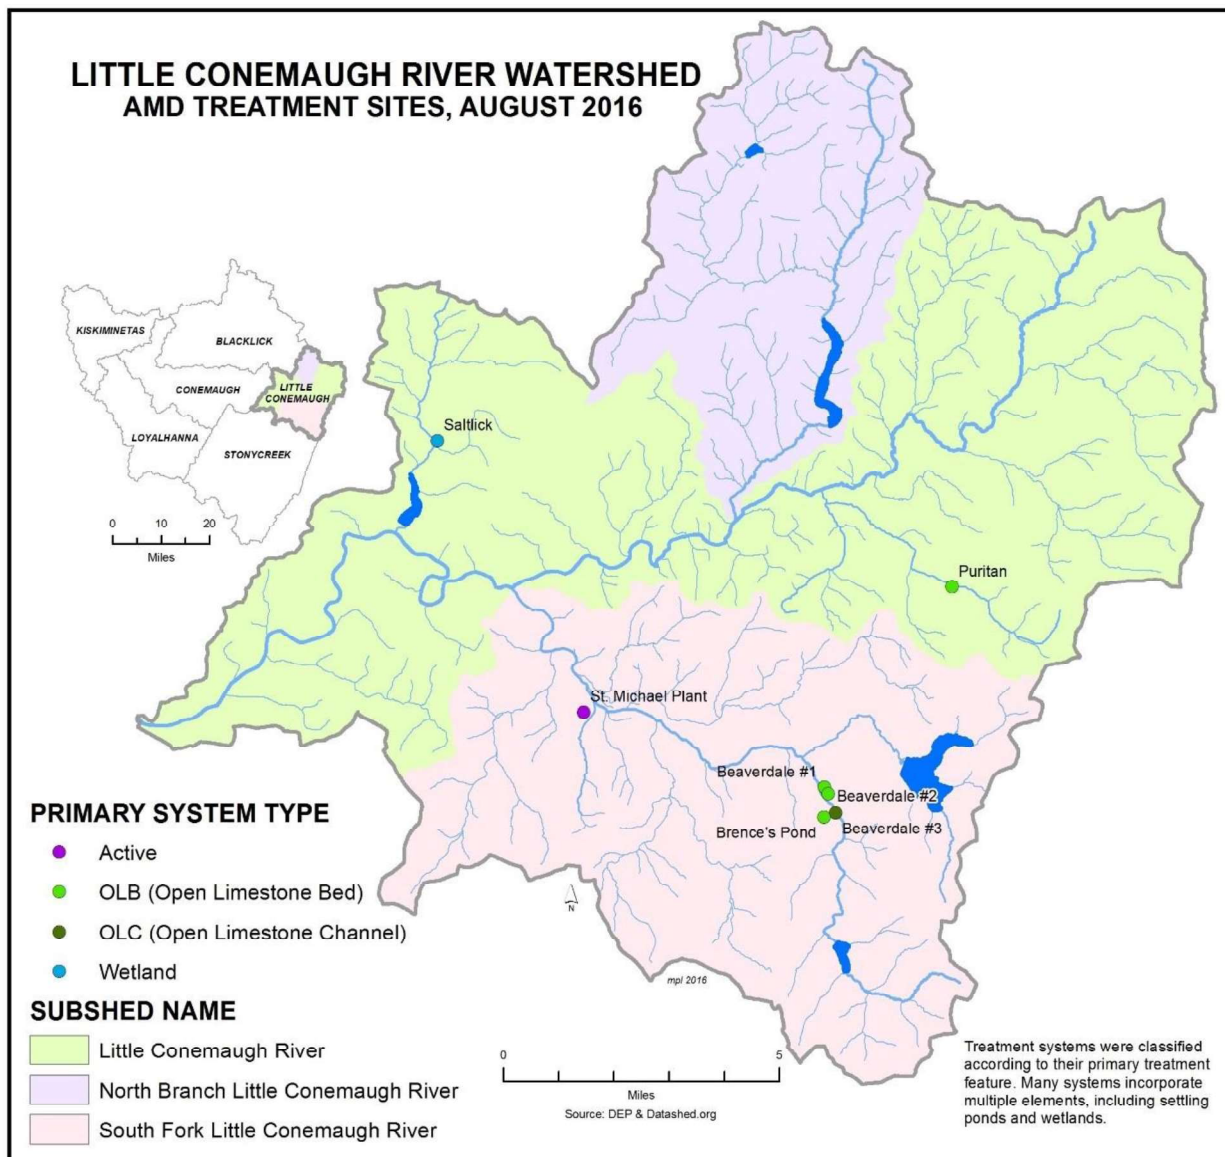 LITTLE CONEMAUGH RIVER WATERSHED
AMD TREATMENT SITES, AUGUST 2016
KISKIMINETAS
BLACKLICK
CONEMAUGH
LITTLE
CONEMAUGH
LOYALHANNA
STONYCREEK
0 10 20
Miles
Saltlick
Puritan
St. Michael Plant
Beaverdale #1
Beaverdale #2
Brence's Pond
Beaverdale #3
PRIMARY SYSTEM TYPE
Active
OLB (Open Limestone Bed)
OLC (Open Limestone Channel)
Wetland
SUBSHED NAME
Little Conemaugh River
North Branch Little Conemaugh River
South Fork Little Conemaugh River
N
mpl 2016
0 5
Miles
Source: DEP & Datashed.org
Treatment systems were classified
according to their primary treatment
feature. Many systems incorporate
multiple elements, including settling
ponds and wetlands.